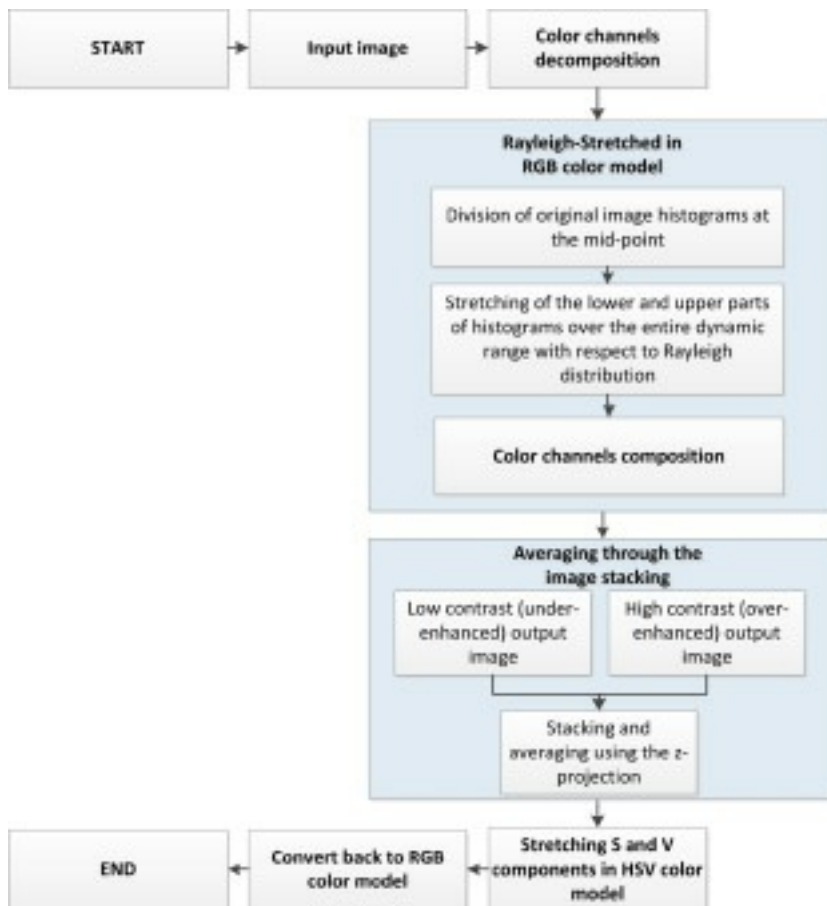 START
Input image
Color channels
decomposition
Rayleigh-Stretched in
RGB color model
Division of original image histograms at
the mid-point
Stretching of the lower and upper parts
of histograms over the entire dynamic
range with respect to Rayleigh
distribution
Color channels composition
Averaging through the
image stacking
Low contrast (under-
enhanced) output
image
High contrast (over-
enhanced) output
image
Stacking and
averaging using the z-
projection
Stretching S and V
components in HSV color
model
Convert back to RGB
color model
END